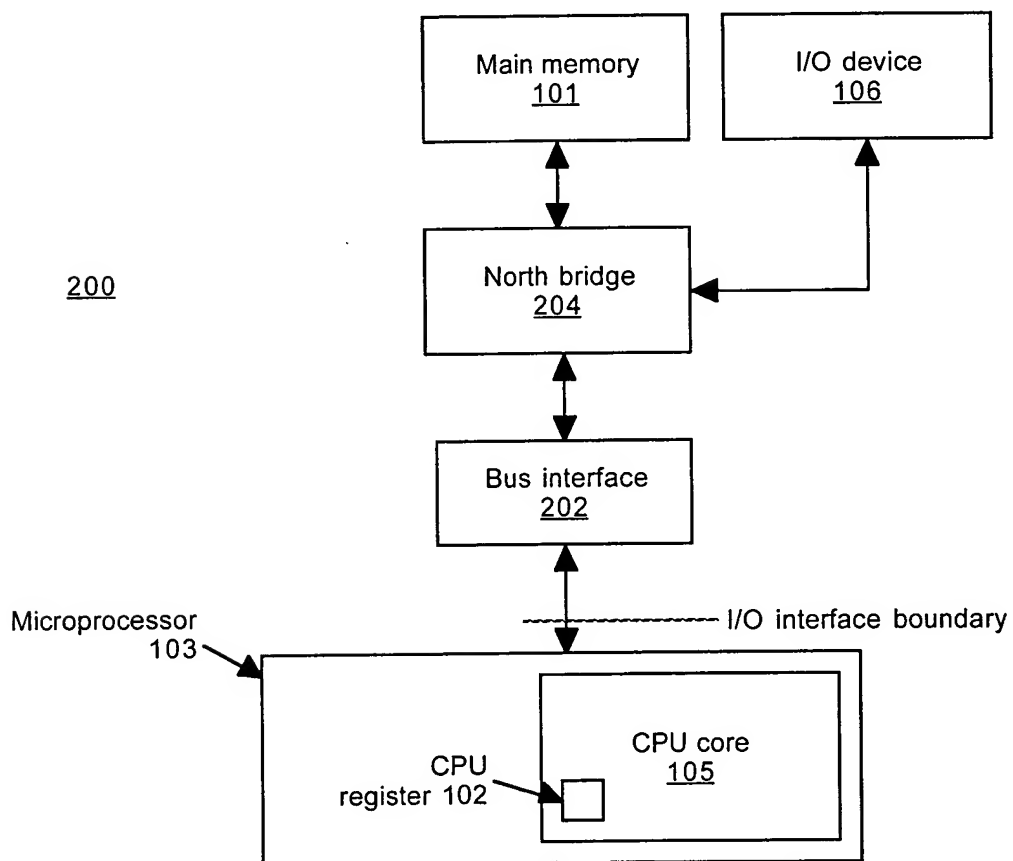 Main memory
101
I/O device
106
200
North bridge
204
Bus interface
202
Microprocessor
103
I/O interface boundary
CPU core
105
CPU
register 102